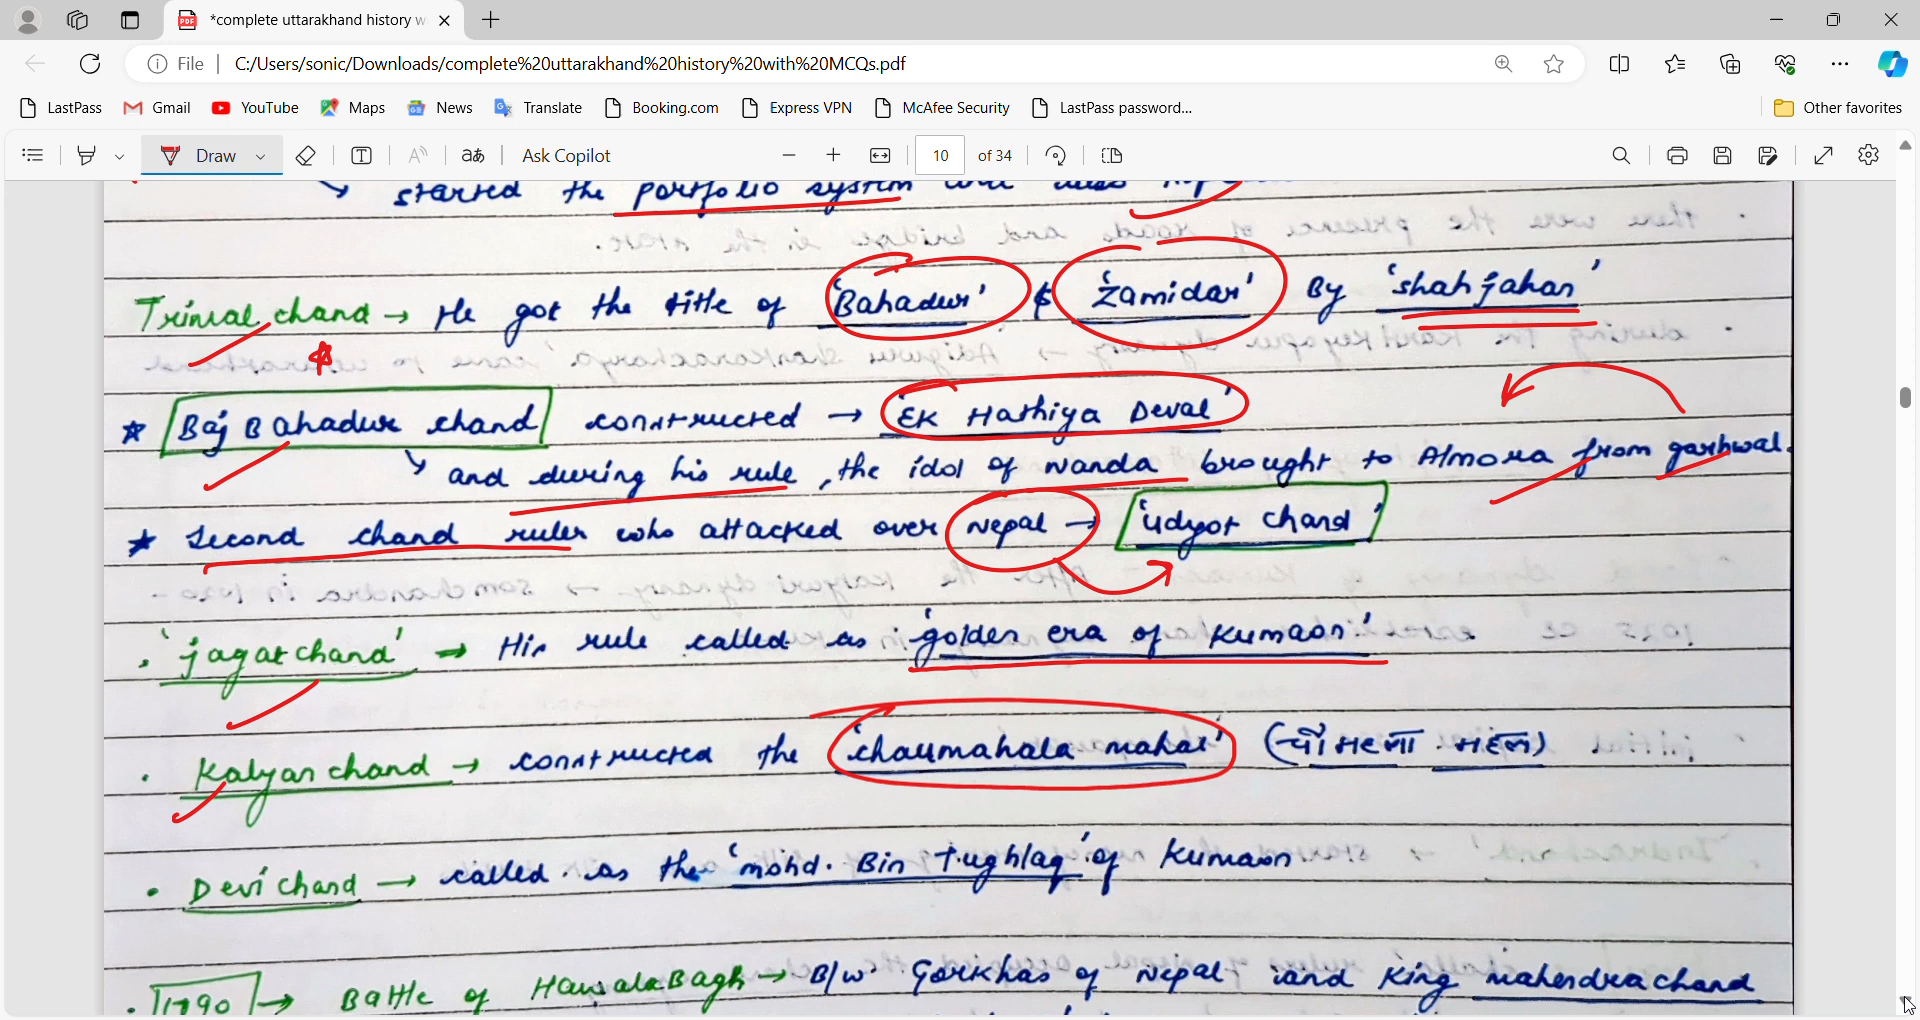 *complete uttarakhand history w
File C:/Users/sonic/Downloads/complete%20uttarakhand%20history%20with%20MCQs.pdf
LastPass Gmail YouTube Maps News Translate Booking.com Express VPN McAfee Security LastPass password... Other favorites
Draw Ask Copilot 10 of 34
started the portfolio system
Trimal chand → He got the title of 'Bahadur' & 'Zamidar' By 'shah jahan'
* Baj Bahadur chand constructed → 'Ek Hathiya Deval'
and during his rule, the idol of Nanda brought to Almora from garhwal.
* Second chand ruler who attacked over Nepal → 'Udyot chand'
. 'jagat chand' → His rule called as 'golden era of Kumaon'
. Kalyan chand → constructed the 'chaumahala mahal' (चौमहला महल)
• Devi chand → called as the 'mohd. Bin Tughlaq' of Kumaon
. 1790 → Battle of HawalaBagh → B/w Gorkhas of Nepal and King mahendra chand